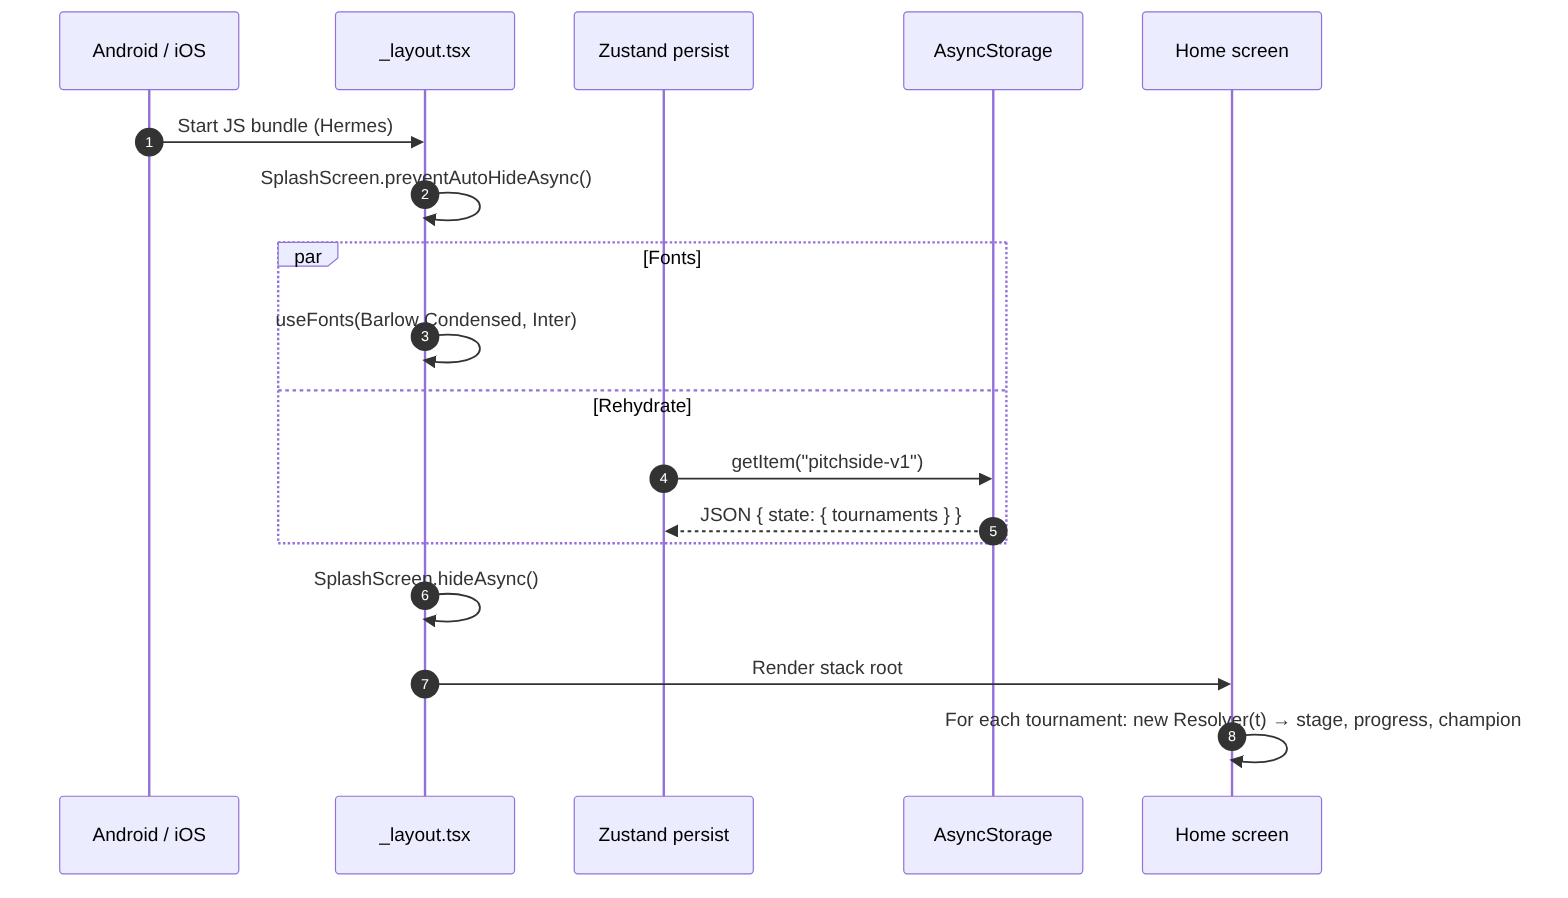 Android / iOS
_layout.tsx
Zustand persist
AsyncStorage
Home screen
1
Start JS bundle (Hermes)
SplashScreen.preventAutoHideAsync()
2
par
[Fonts]
useFonts(Barlow Condensed, Inter)
3
[Rehydrate]
getItem("pitchside-v1")
4
JSON { state: { tournaments } }
5
SplashScreen.hideAsync()
6
Render stack root
7
For each tournament: new Resolver(t) → stage, progress, champion
8
Android / iOS
_layout.tsx
Zustand persist
AsyncStorage
Home screen